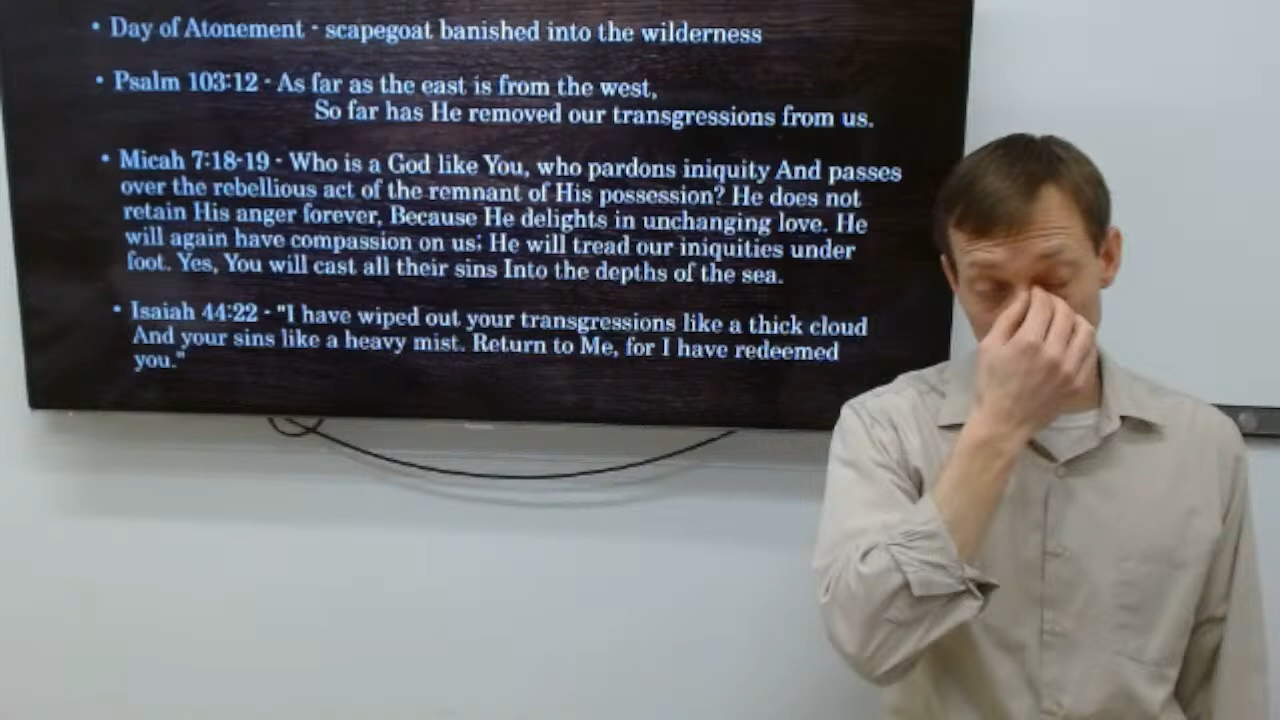 • Day of Atonement - scapegoat banished into the wilderness
• Psalm 103:12 - As far as the east is from the west,
So far has He removed our transgressions from us.
• Micah 7:18-19 - Who is a God like You, who pardons iniquity And passes
over the rebellious act of the remnant of His possession? He does not
retain His anger forever, Because He delights in unchanging love. He
will again have compassion on us; He will tread our iniquities under
foot. Yes, You will cast all their sins Into the depths of the sea.
• Isaiah 44:22 - "I have wiped out your transgressions like a thick cloud
And your sins like a heavy mist. Return to Me, for I have redeemed
you."